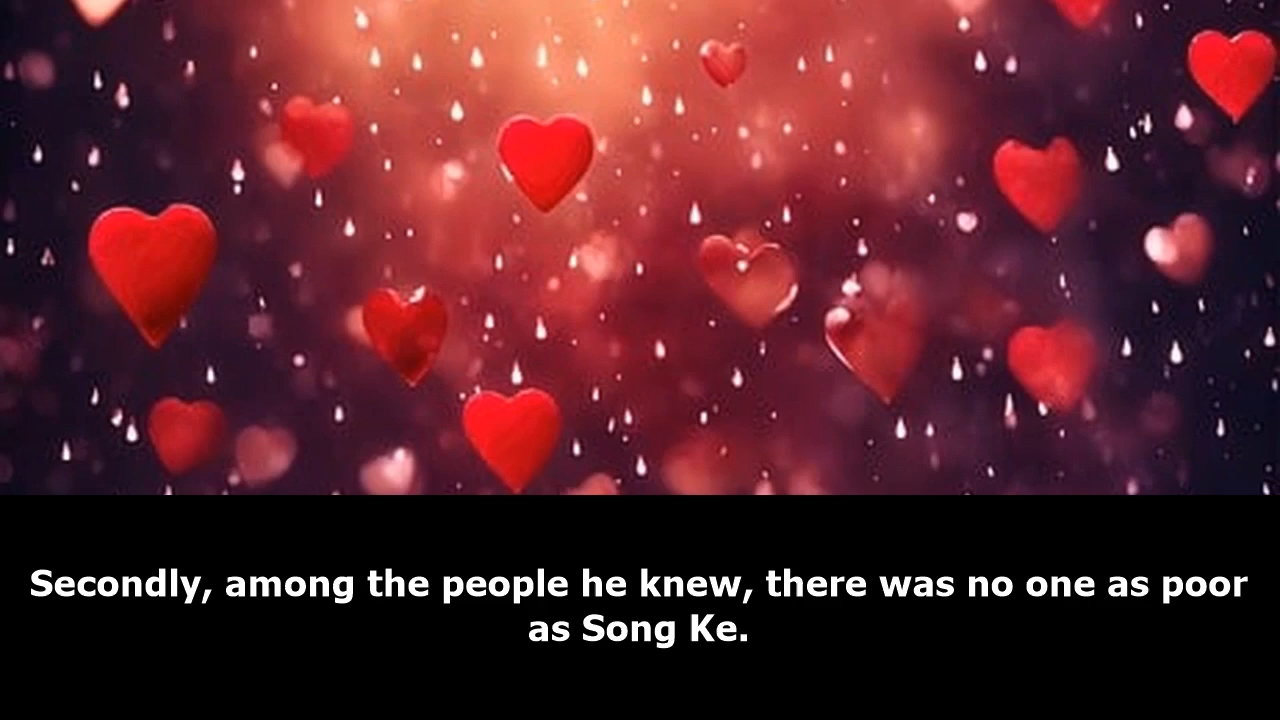 Secondly, among the people he knew, there was no one as poor
as Song Ke.